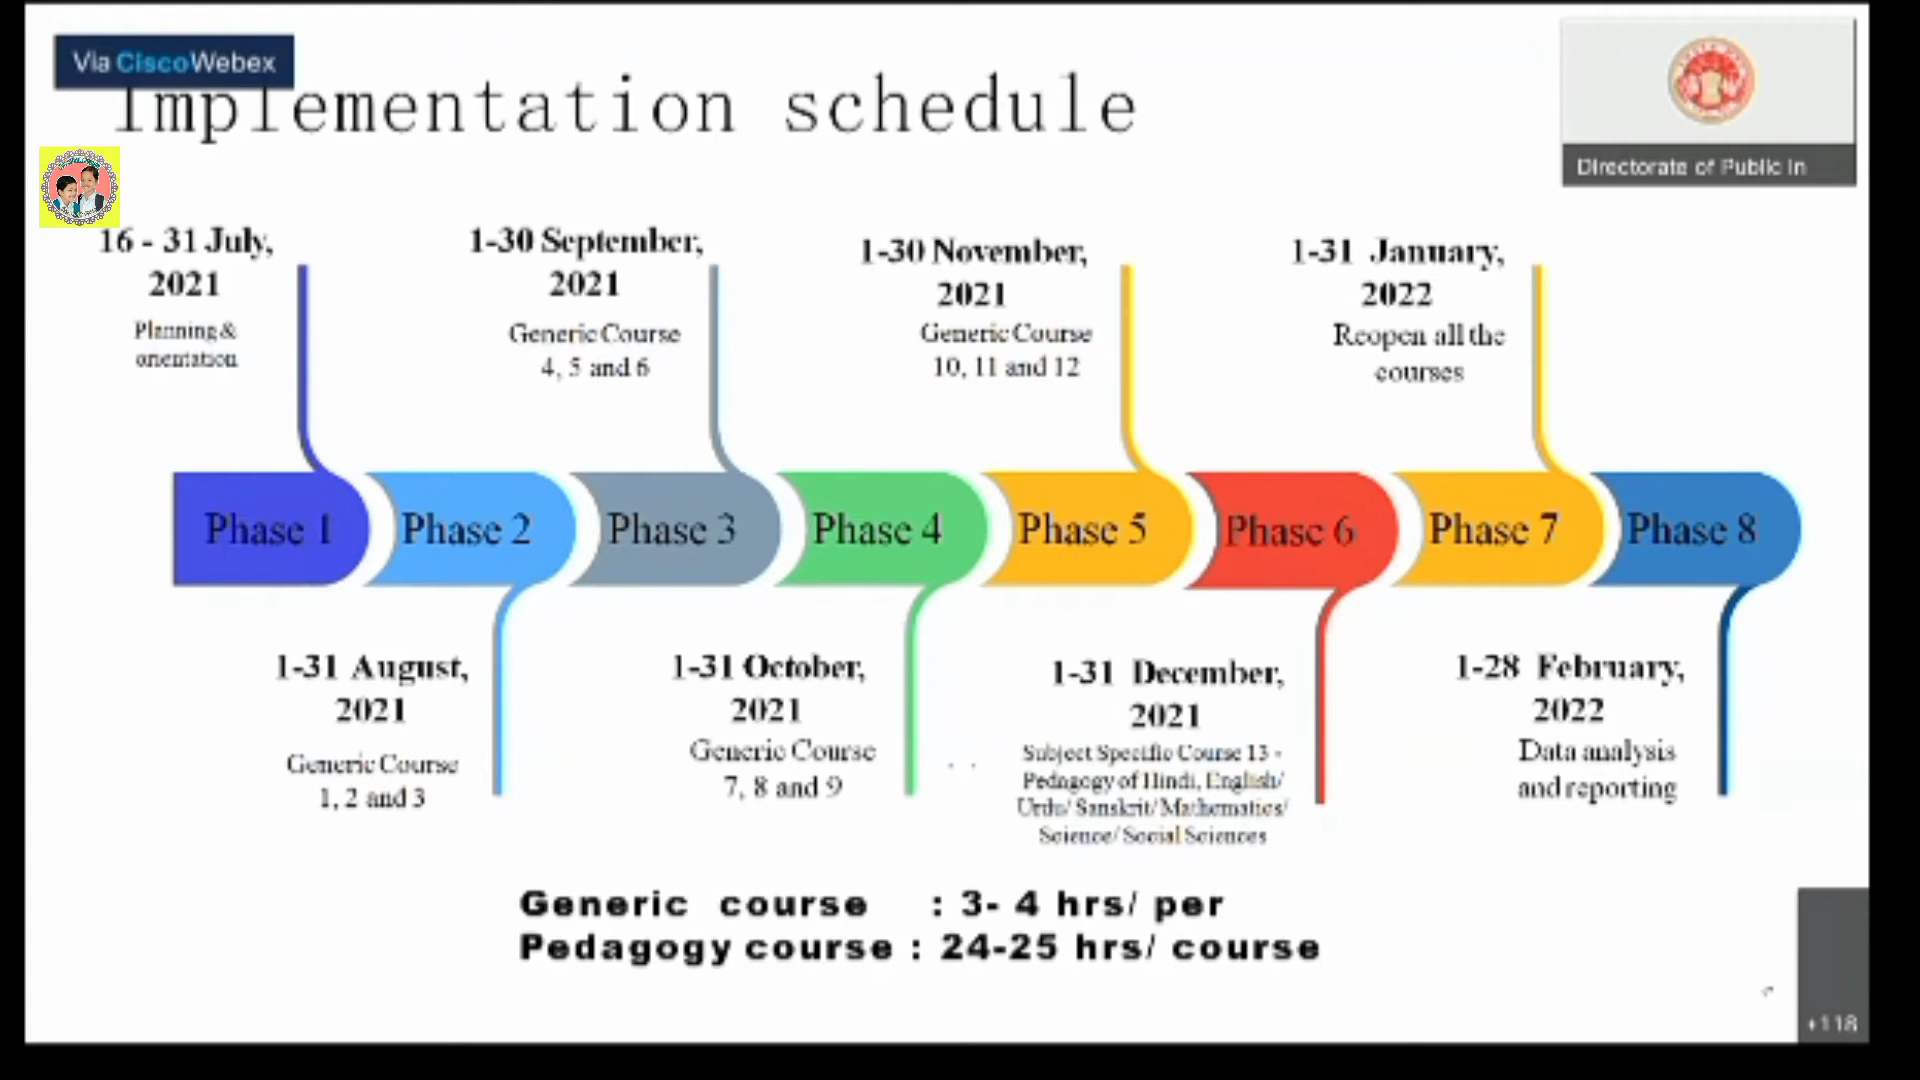 Via Cisco Webex
Implementation schedule
Directorate of Public In
16 - 31 July,
2021
Planning &
orientation
1-30 September,
2021
Generic Course
4, 5 and 6
1-30 November,
2021
Generic Course
10, 11 and 12
1-31 January,
2022
Reopen all the
courses
Phase 1
Phase 2
Phase 3
Phase 4
Phase 5
Phase 6
Phase 7
Phase 8
1-31 August,
2021
Generic Course
1, 2 and 3
1-31 October,
2021
Generic Course
7, 8 and 9
1-31 December,
2021
Subject Specific Course 13 -
Pedagogy of Hindi, English/
Urdu/ Sanskrit/ Mathematics/
Science/ Social Sciences
1-28 February,
2022
Data analysis
and reporting
Generic course : 3- 4 hrs/ per
Pedagogy course : 24-25 hrs/ course
+118